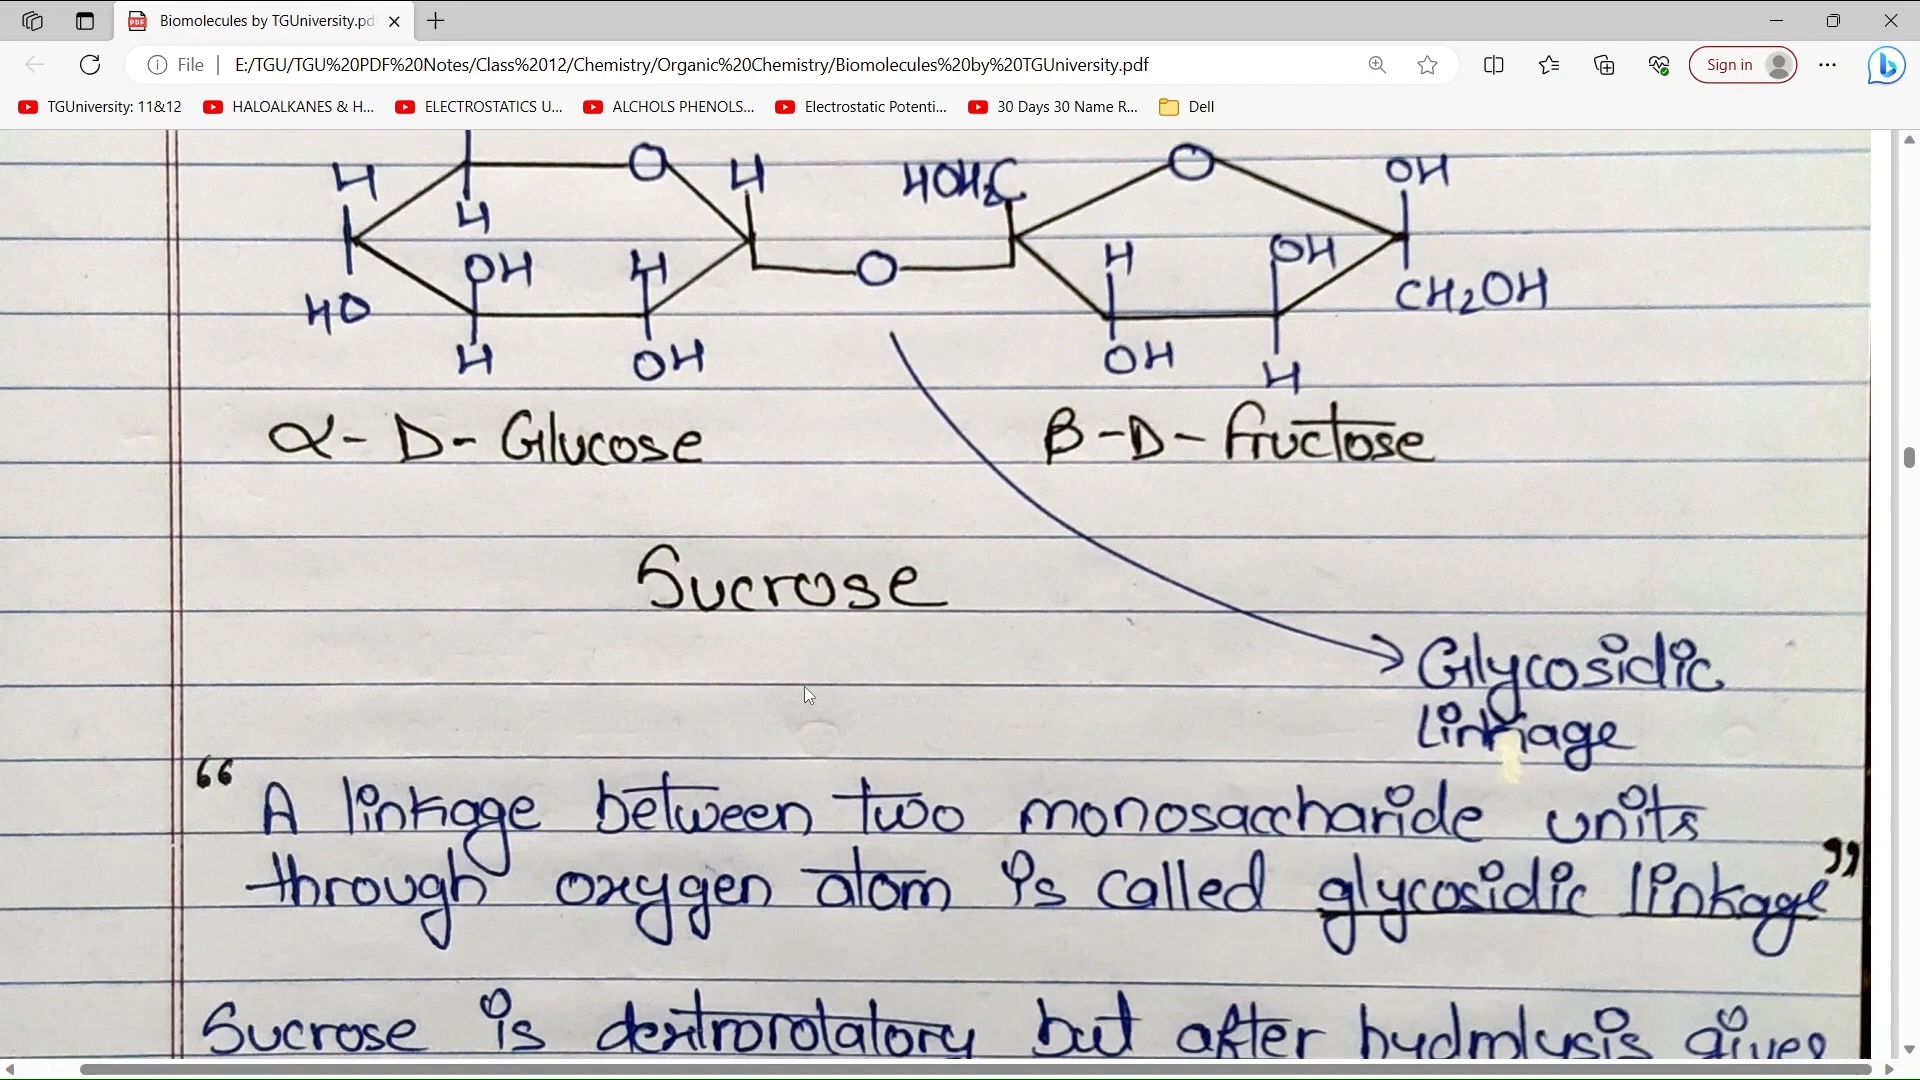 Biomolecules by TGUniversity.pd
File
E:/TGU/TGU%20PDF%20Notes/Class%2012/Chemistry/Organic%20Chemistry/Biomolecules%20by%20TGUniversity.pdf
Sign in
TGUniversity: 11&12 HALOALKANES & H... ELECTROSTATICS U... ALCHOLS PHENOLS... Electrostatic Potenti... 30 Days 30 Name R... Dell
H O H HOH2C O OH
H
OH H O H OH CH2OH
HO
H OH OH H
α-D-Glucose β-D-fructose
Sucrose
Glycosidic
linkage
“A linkage between two monosaccharide units
through oxygen atom is called glycosidic linkage”
Sucrose is dextrorotatory but after hydrolysis gives